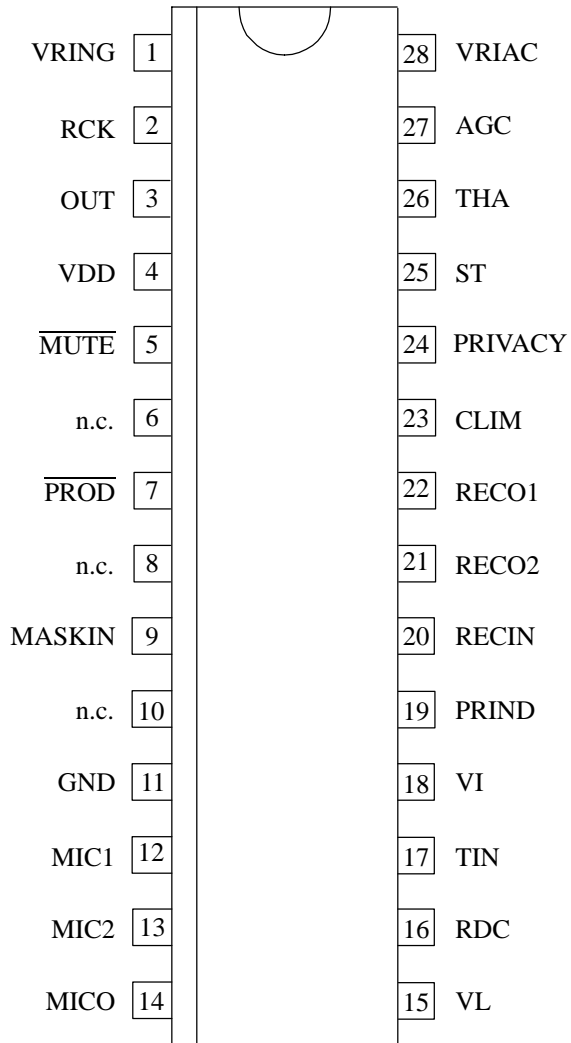 VRING 1 28 VRIAC
RCK 2 27 AGC
OUT 3 26 THA
VDD 4 25 ST
M̅U̅T̅E̅ 5 24 PRIVACY
n.c. 6 23 CLIM
P̅R̅O̅D̅ 7 22 RECO1
n.c. 8 21 RECO2
MASKIN 9 20 RECIN
n.c. 10 19 PRIND
GND 11 18 VI
MIC1 12 17 TIN
MIC2 13 16 RDC
MICO 14 15 VL